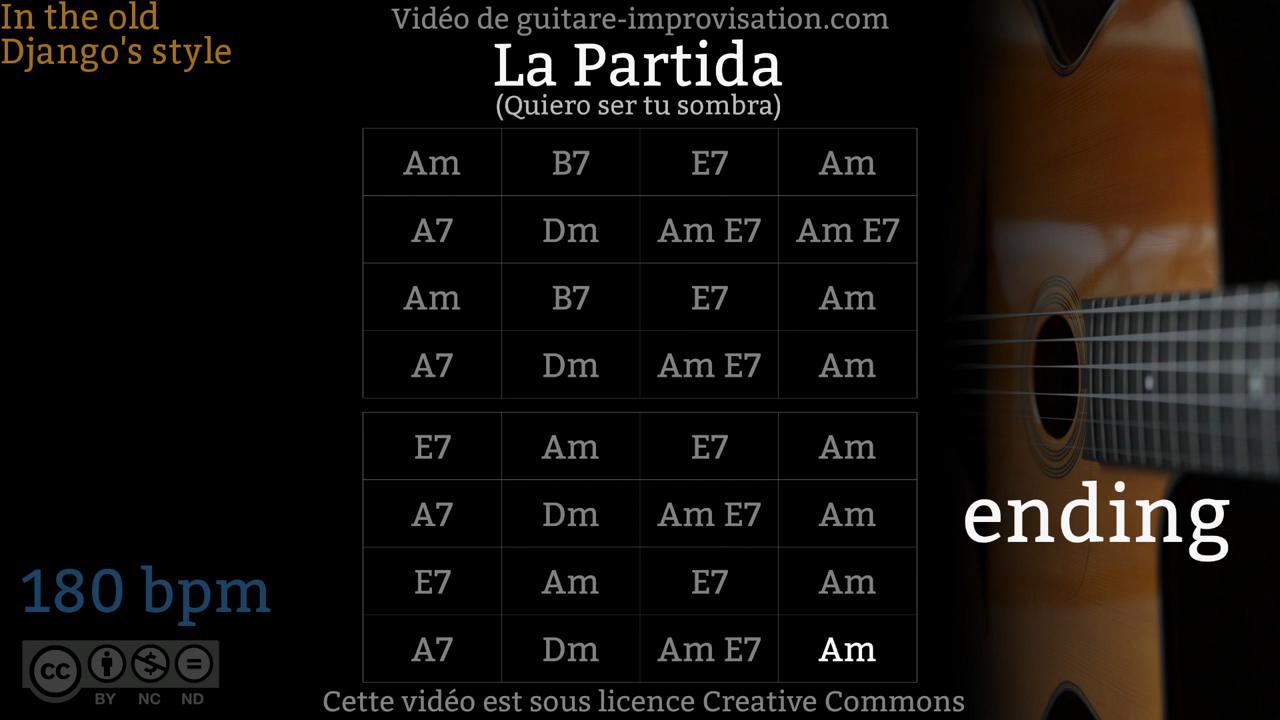 In the old
Django's style
Vidéo de guitare-improvisation.com
La Partida
(Quiero ser tu sombra)
Am B7 E7 Am
A7 Dm Am E7 Am E7
Am B7 E7 Am
A7 Dm Am E7 Am
E7 Am E7 Am
A7 Dm Am E7 Am
E7 Am E7 Am
A7 Dm Am E7 Am
ending
180 bpm
cc
BY NC ND
Cette vidéo est sous licence Creative Commons